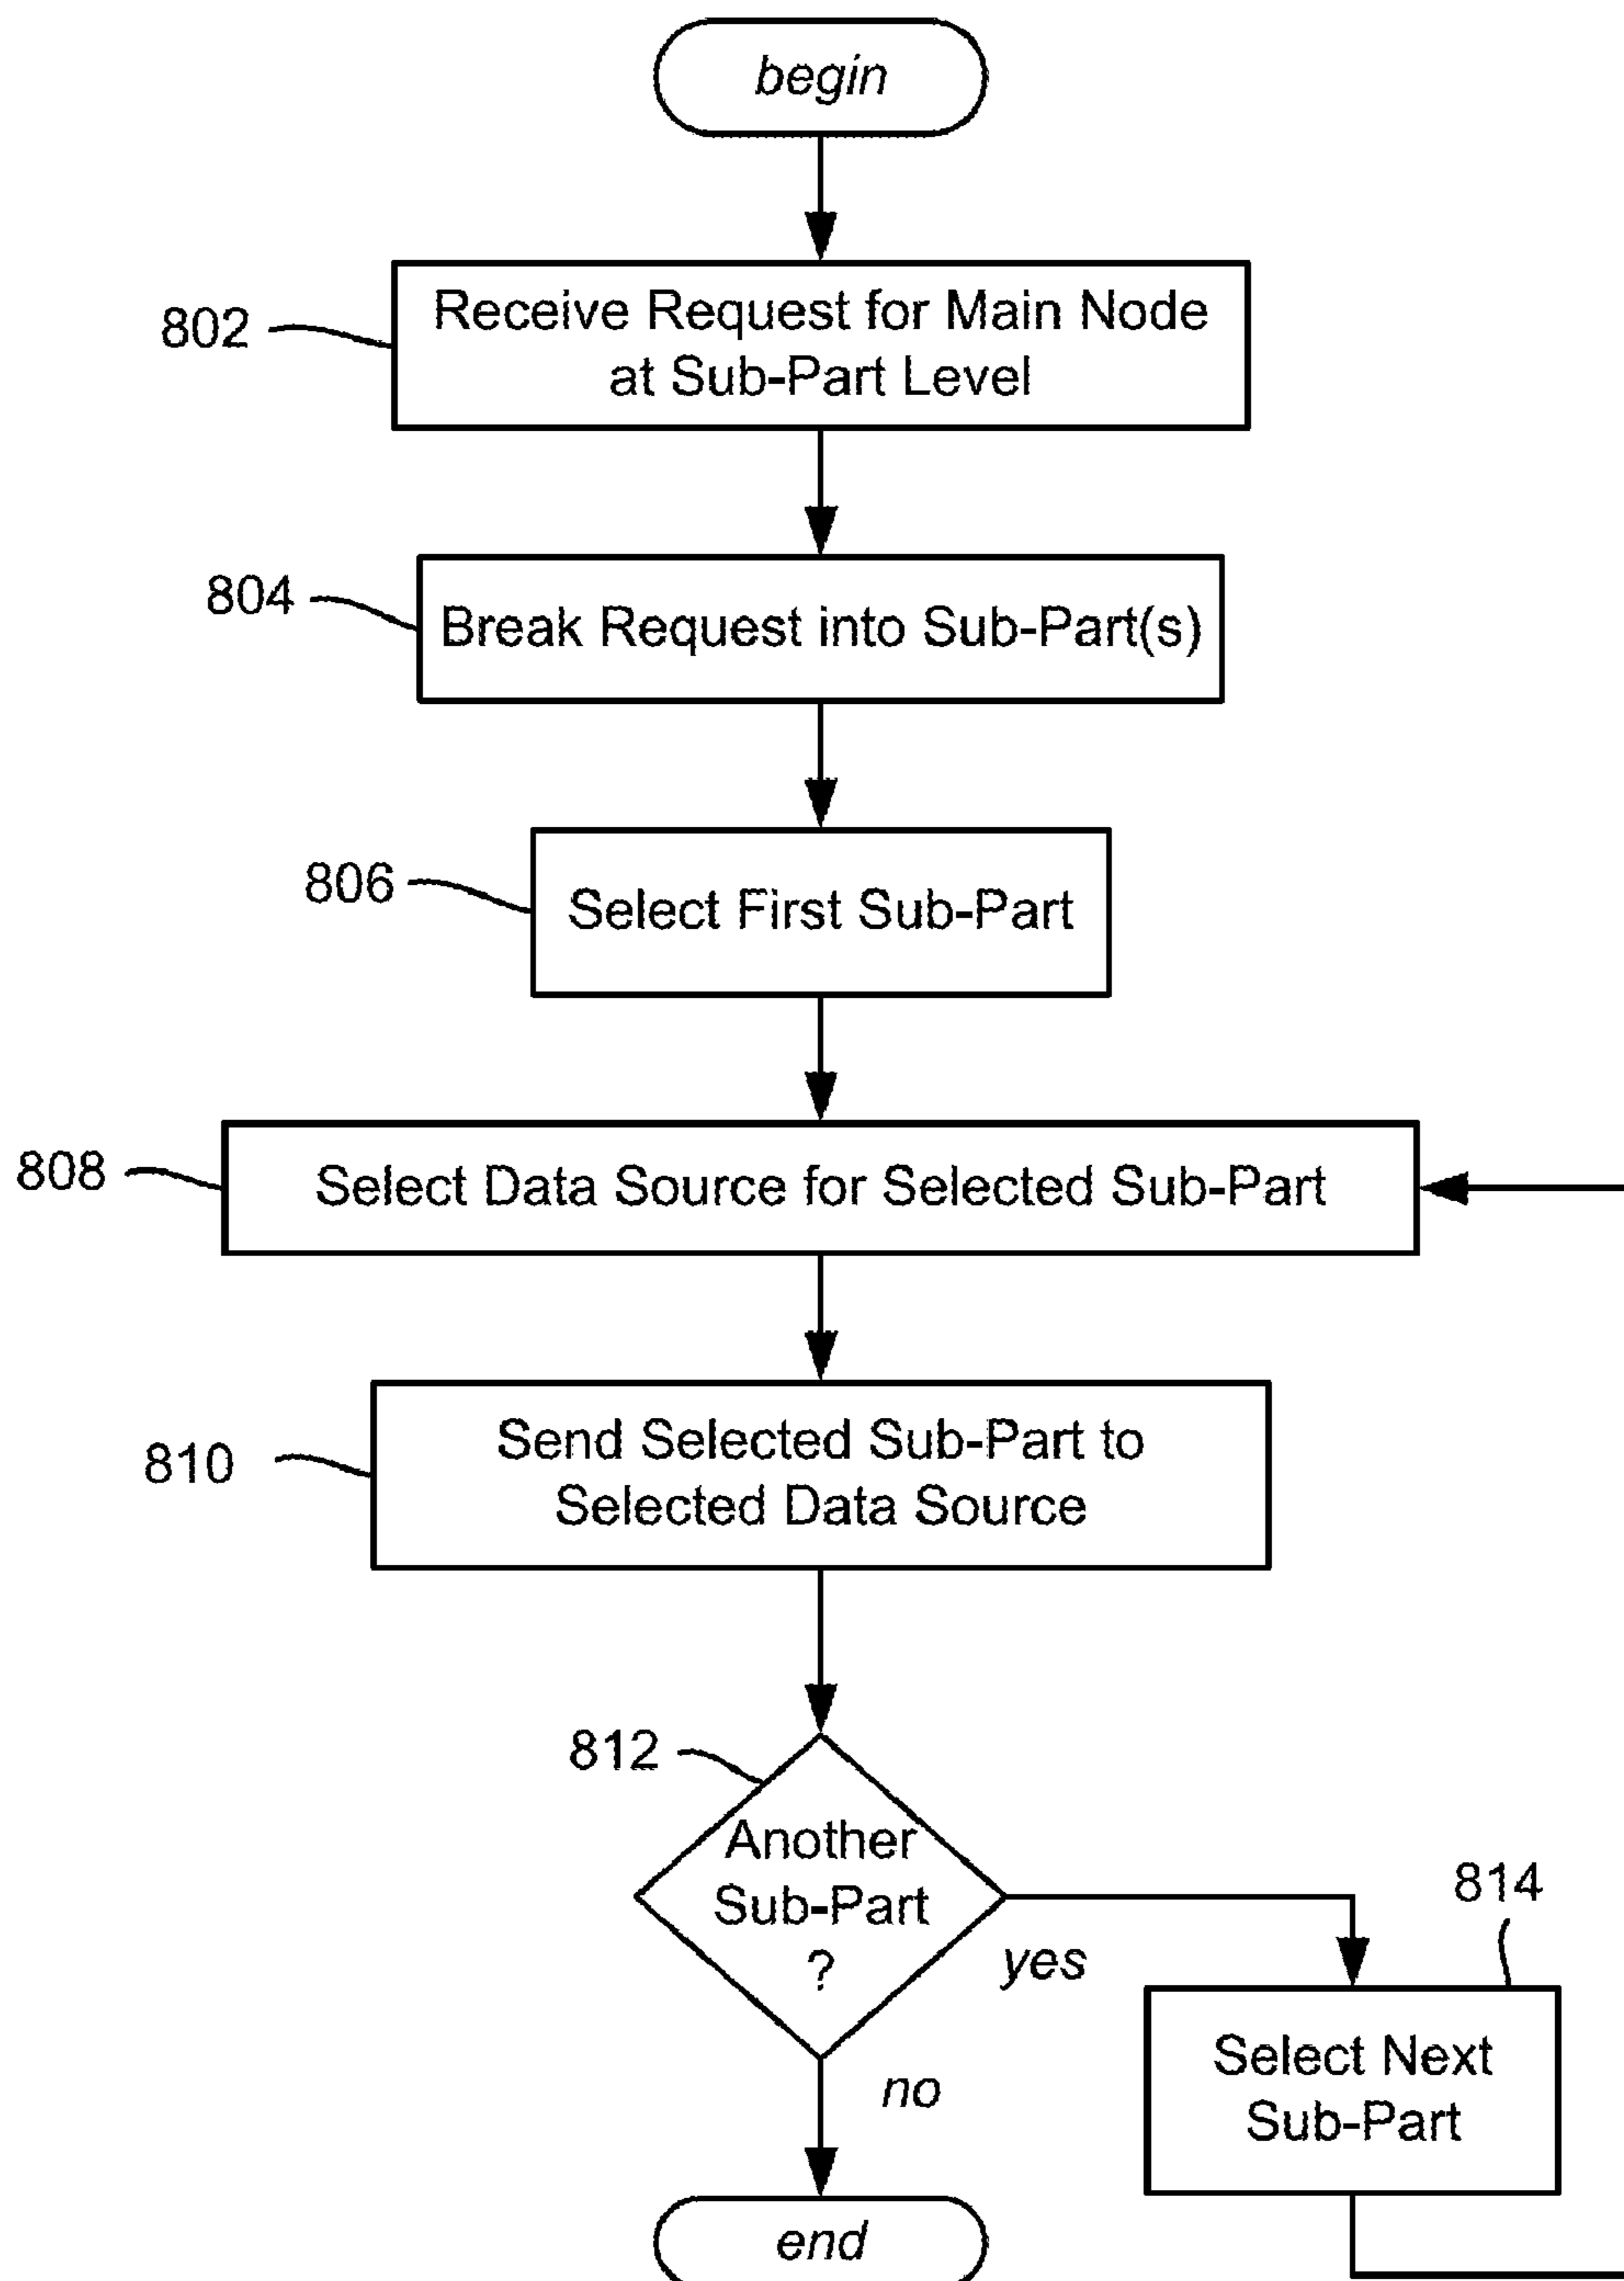 begin
802
Receive Request for Main Node
at Sub-Part Level
804
Break Request into Sub-Part(s)
806
Select First Sub-Part
808
Select Data Source for Selected Sub-Part
810
Send Selected Sub-Part to
Selected Data Source
812
Another
Sub-Part
?
yes
814
Select Next
Sub-Part
no
end